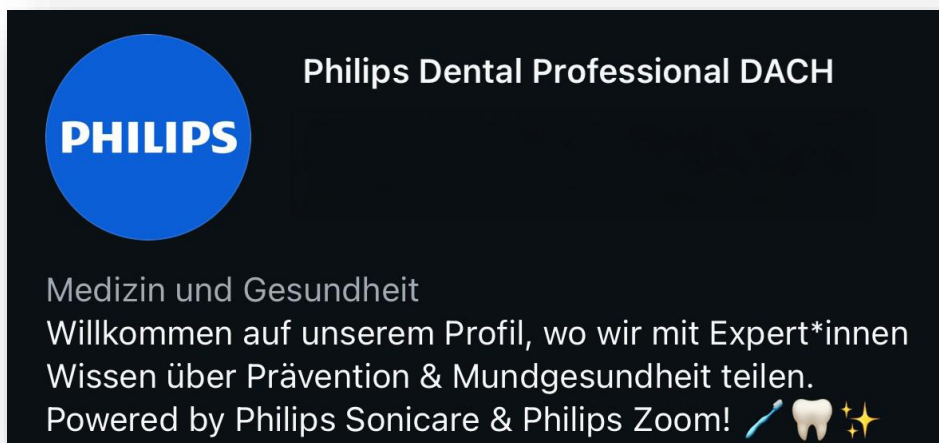 PHILIPS
Philips Dental Professional DACH
Medizin und Gesundheit
Willkommen auf unserem Profil, wo wir mit Expert*innen
Wissen über Prävention & Mundgesundheit teilen.
Powered by Philips Sonicare & Philips Zoom! 🪥🦷✨